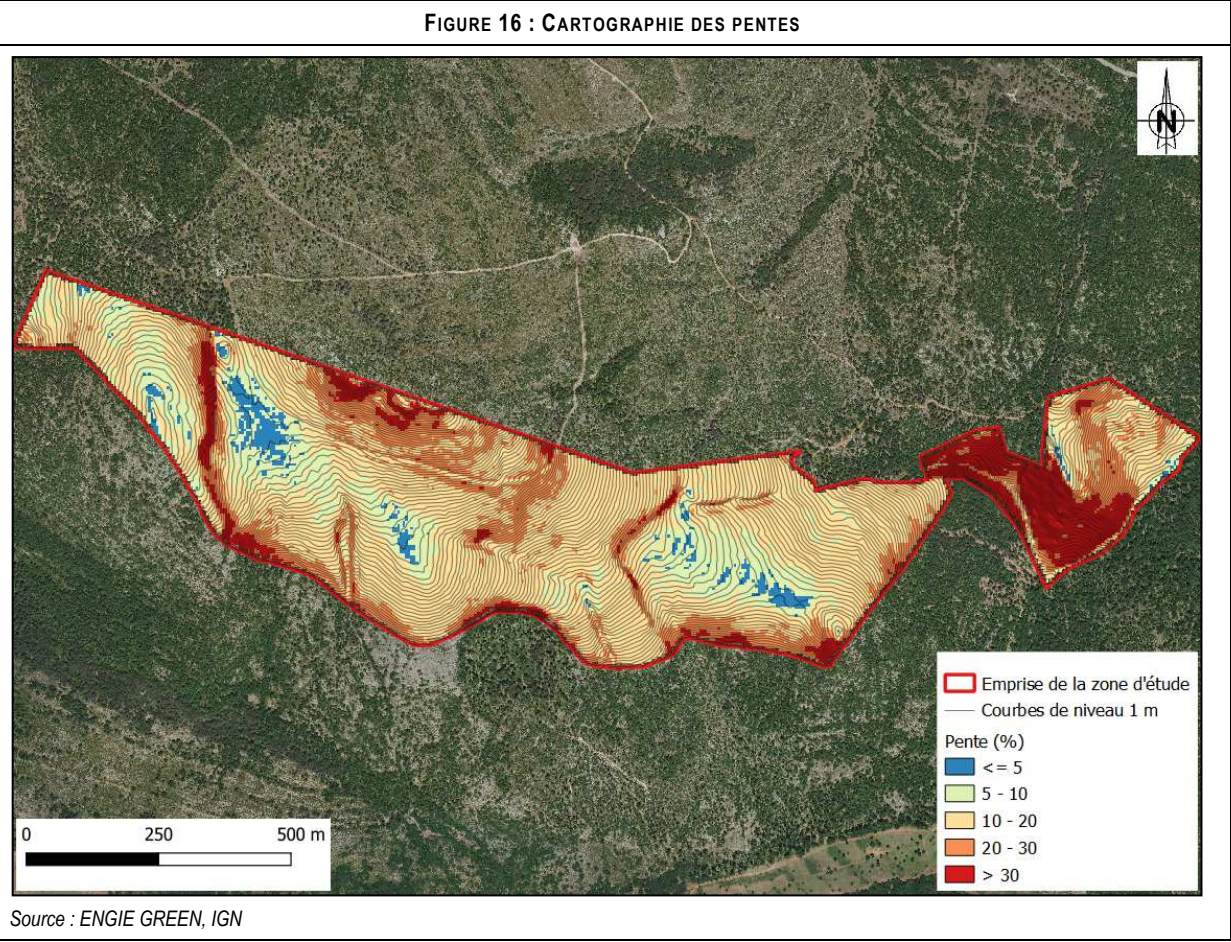 FIGURE 16 : CARTOGRAPHIE DES PENTES
N
Emprise de la zone d'étude
Courbes de niveau 1 m
Pente (%)
<= 5
5 - 10
10 - 20
20 - 30
> 30
0 250 500 m
Source : ENGIE GREEN, IGN